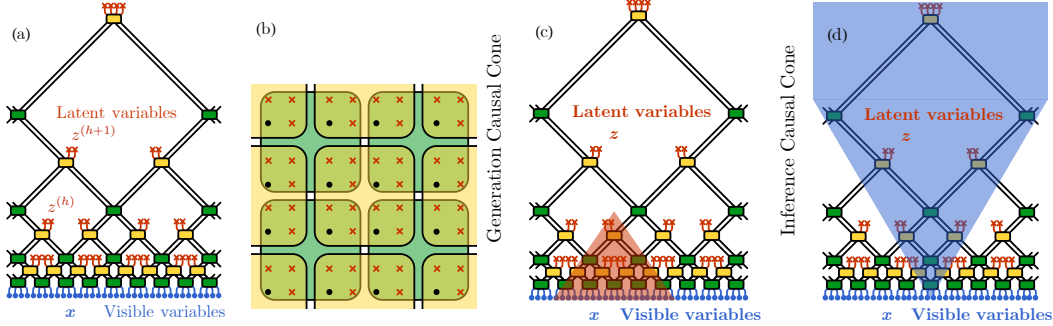 (a)
Latent variables
z^{(h+1)}
z^{(h)}
x Visible variables
(b)
Generation Causal Cone
(c)
Latent variables
z
x Visible variables
Inference Causal Cone
(d)
Latent variables
z
x Visible variables